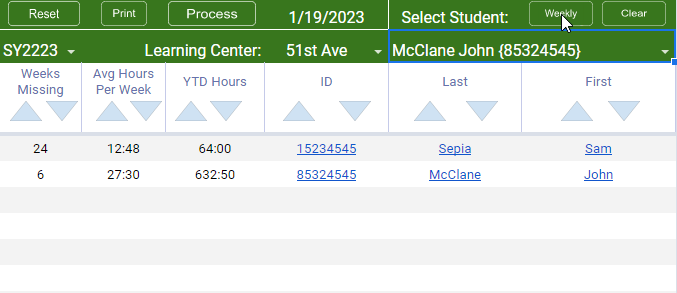 Reset Print Process 1/19/2023 Select Student: Weekly Clear
SY2223 Learning Center: 51st Ave McClane John {85324545}
Weeks Missing Avg Hours Per Week YTD Hours ID Last First
24 12:48 64:00 15234545 Sepia Sam
6 27:30 632:50 85324545 McClane John